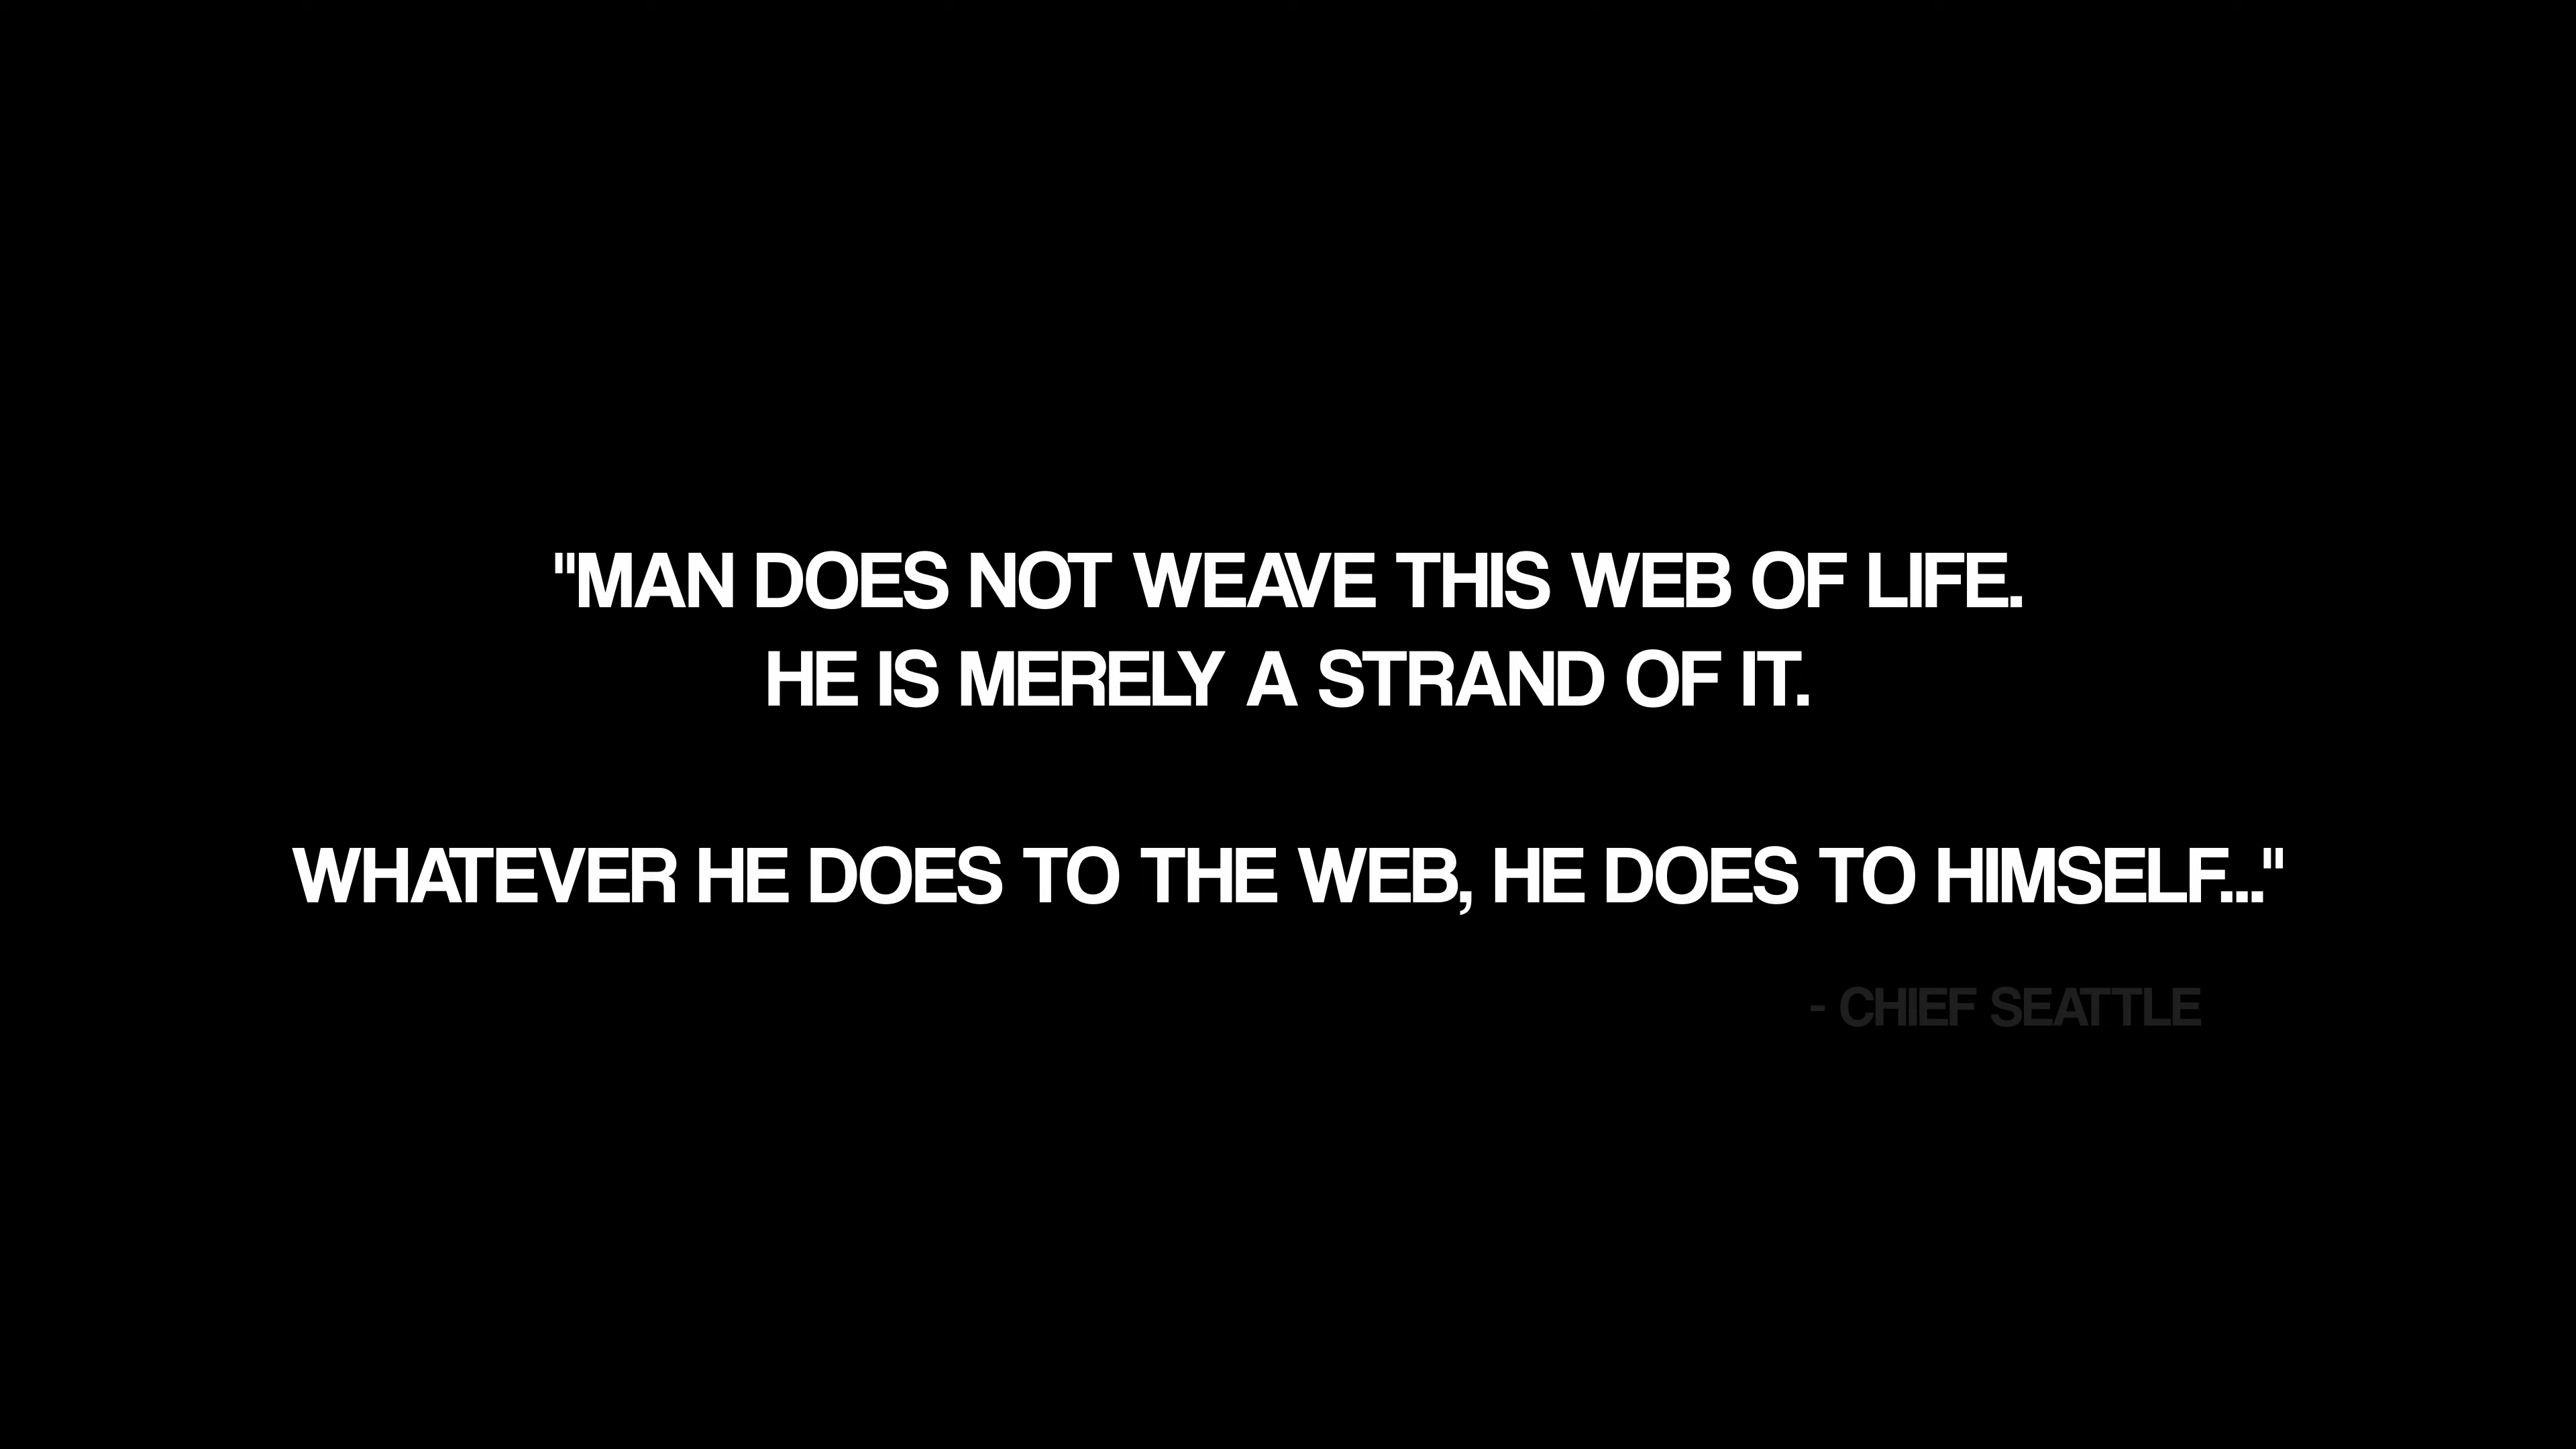 "MAN DOES NOT WEAVE THIS WEB OF LIFE.
HE IS MERELY A STRAND OF IT.
WHATEVER HE DOES TO THE WEB, HE DOES TO HIMSELF..."
- CHIEF SEATTLE